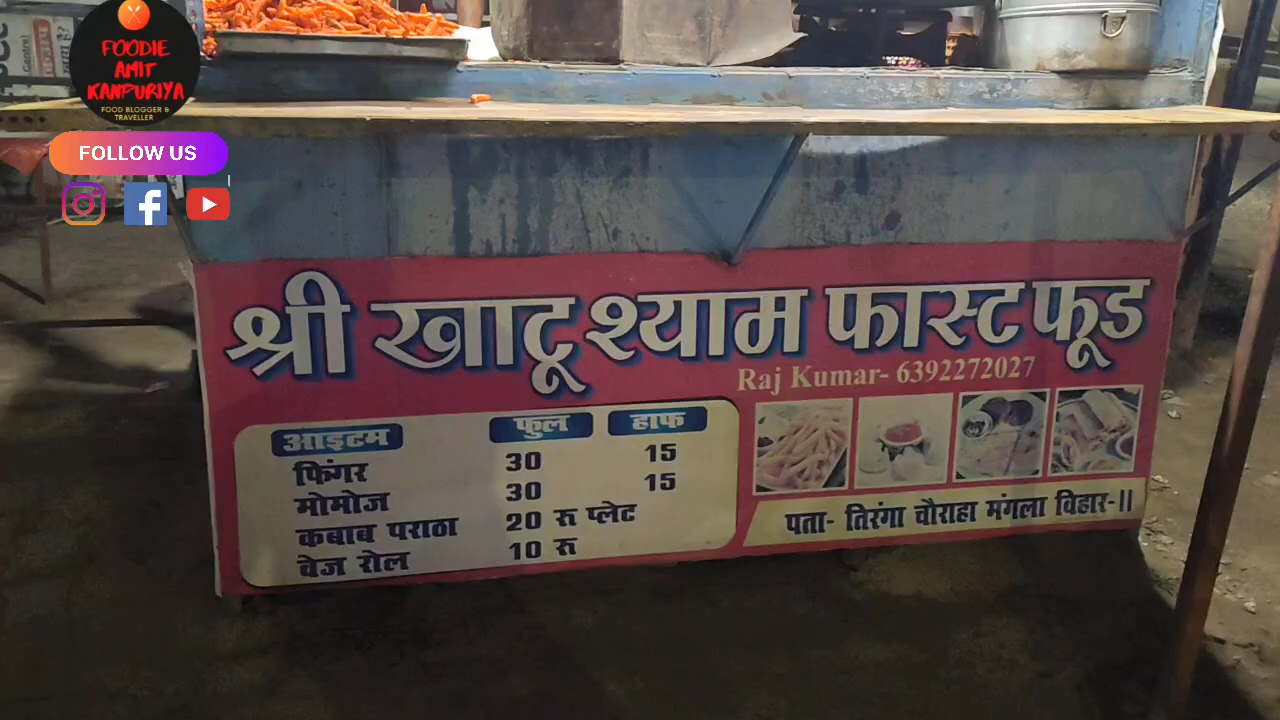 FOODIE
AMIT
KANPURIYA
FOOD BLOGGER &
TRAVELLER
FOLLOW US
श्री खाटू श्याम फास्ट फूड
Raj Kumar- 6392272027
आइटम फुल हाफ
फिंगर 30 15
मोमोज 30 15
कबाब पराठा 20 रू प्लेट
वेज रोल 10 रू
पता- तिरंगा चौराहा मंगला विहार-II